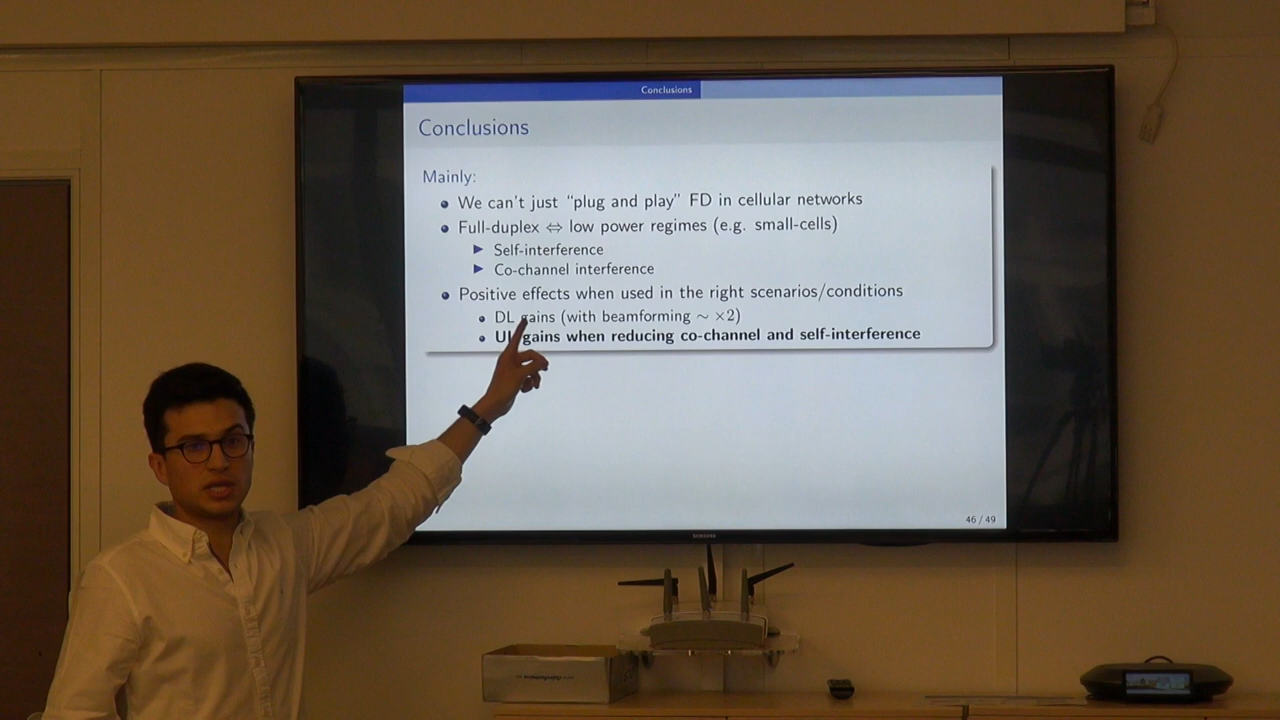 Conclusions
Conclusions
Mainly:
We can't just “plug and play” FD in cellular networks
Full-duplex ⇔ low power regimes (e.g. small-cells)
Self-interference
Co-channel interference
Positive effects when used in the right scenarios/conditions
DL gains (with beamforming ∼ ×2)
UL gains when reducing co-channel and self-interference
46 / 49
SAMSUNG